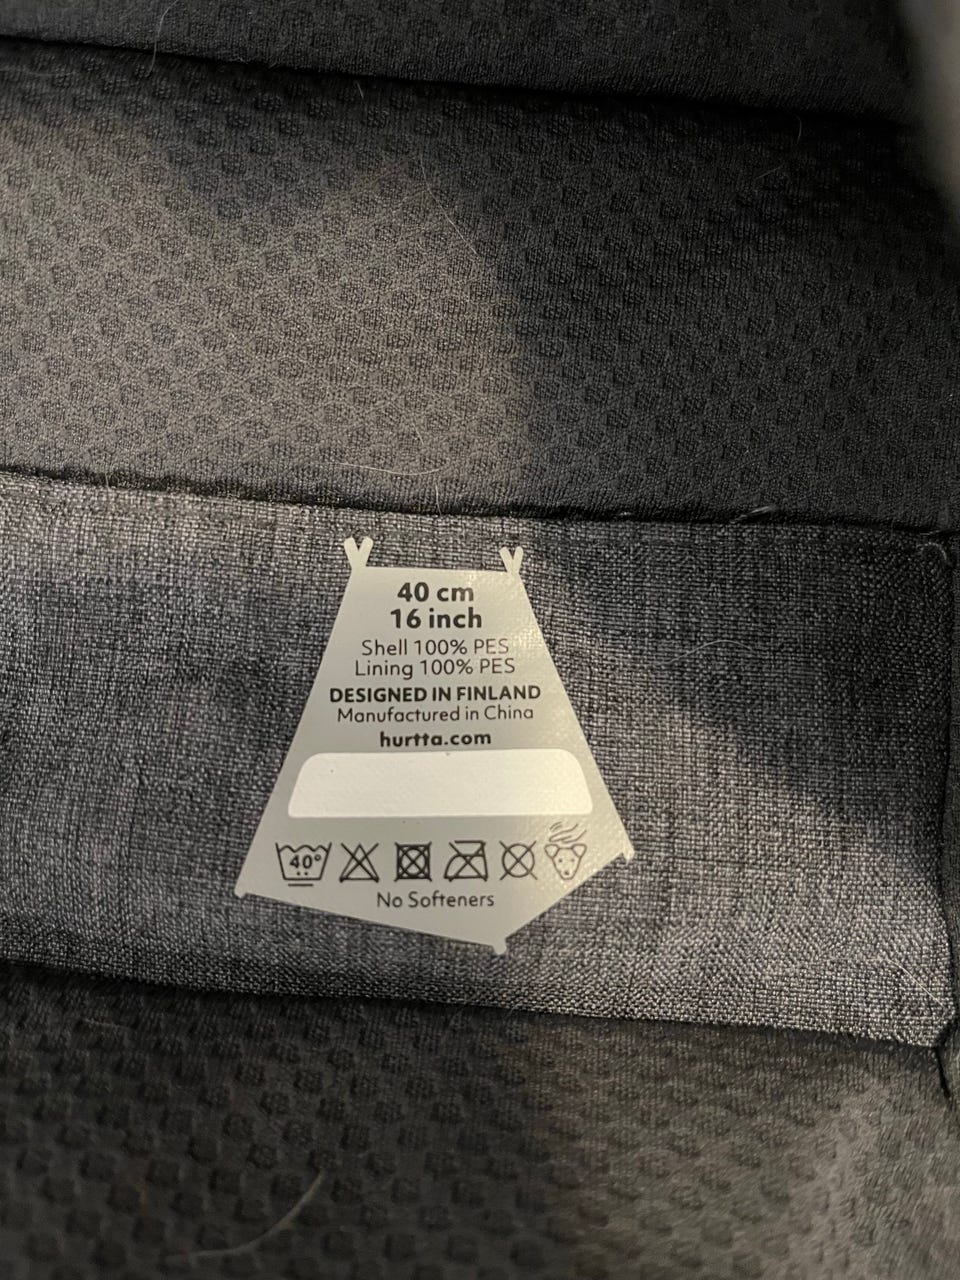 40 cm
16 inch
Shell 100% PES
Lining 100% PES
DESIGNED IN FINLAND
Manufactured in China
hurtta.com
40°
No Softeners